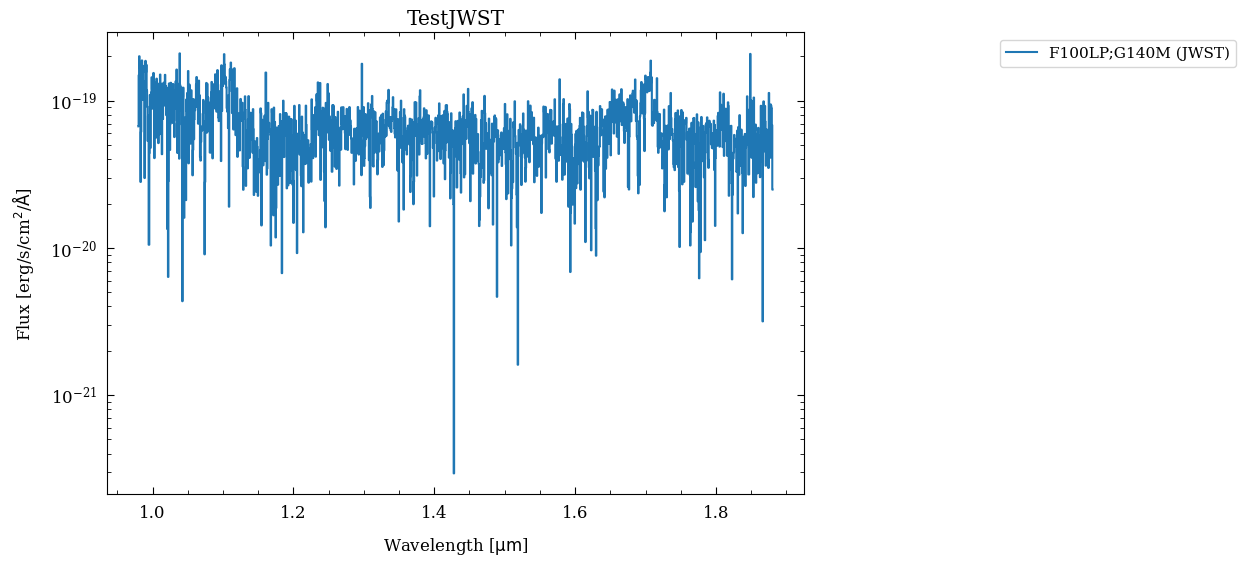 TestJWST
F100LP;G140M (JWST)
Flux [erg/s/cm²/Å]
10⁻¹⁹
10⁻²⁰
10⁻²¹
1.0 1.2 1.4 1.6 1.8
Wavelength [μm]